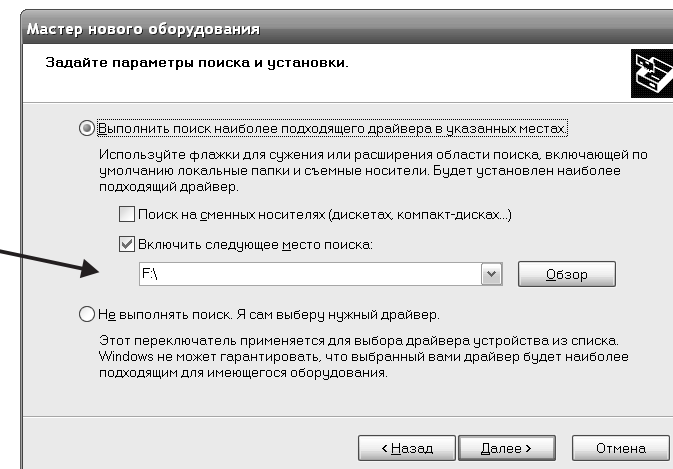 Мастер нового оборудования
Задайте параметры поиска и установки.
Выполнить поиск наиболее подходящего драйвера в указанных местах.
Используйте флажки для сужения или расширения области поиска, включающей по
умолчанию локальные папки и съемные носители. Будет установлен наиболее
подходящий драйвер.
Поиск на сменных носителях (дискетах, компакт-дисках...)
Включить следующее место поиска:
F:\
Обзор
Не выполнять поиск. Я сам выберу нужный драйвер.
Этот переключатель применяется для выбора драйвера устройства из списка.
Windows не может гарантировать, что выбранный вами драйвер будет наиболее
подходящим для имеющегося оборудования.
< Назад
Далее >
Отмена